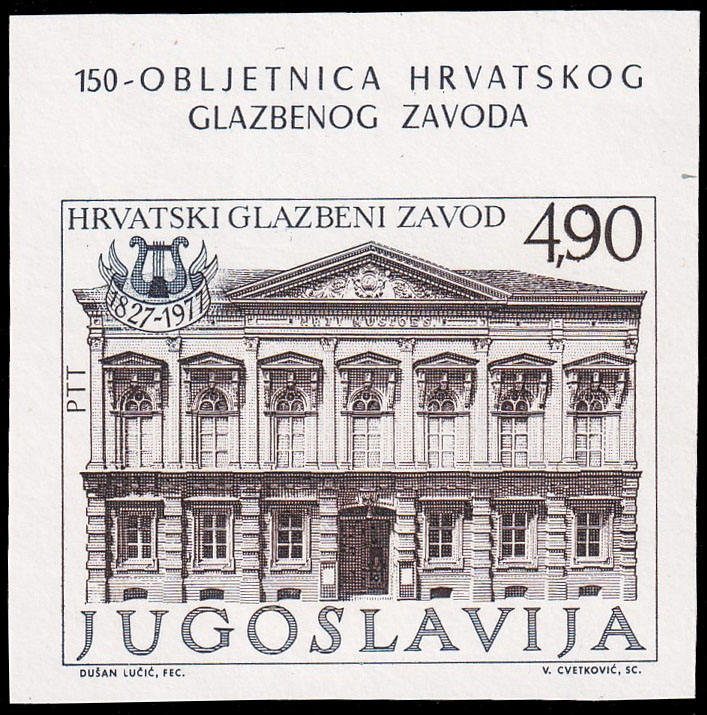 150-OBLJETNICA HRVATSKOG
GLAZBENOG ZAVODA
HRVATSKI GLAZBENI ZAVOD 4,90
1827-1977
PTT
JUGOSLAVIJA
DUŠAN LUČIĆ, FEC. V. CVETKOVIĆ, SC.